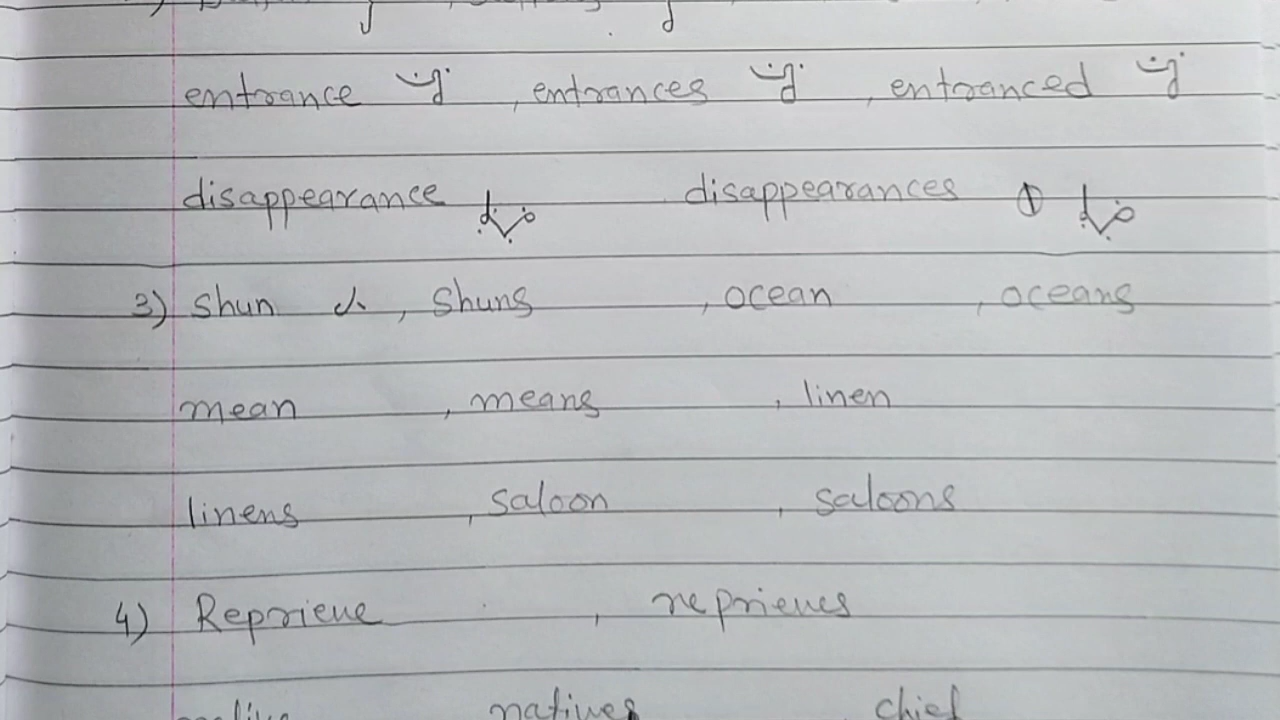 entrance , entrances , entranced
disappearance disappearances
3) Shun , Shuns , ocean , oceans
mean , means , linen
linens , saloon , saloons
4) Reprieve , reprieves
natives chief